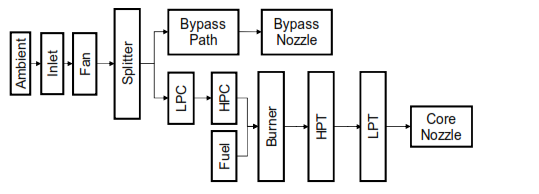 Ambient
Inlet
Fan
Splitter
Bypass
Path
Bypass
Nozzle
LPC
HPC
Fuel
Burner
HPT
LPT
Core
Nozzle